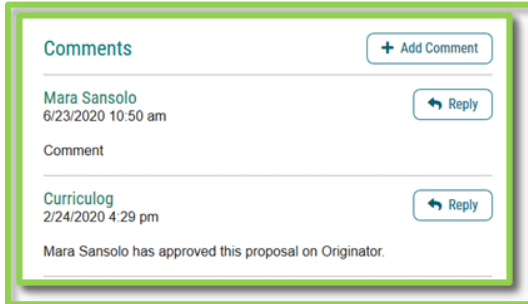 Comments
+ Add Comment
Mara Sansolo
Reply
6/23/2020 10:50 am
Comment
Curriculog
Reply
2/24/2020 4:29 pm
Mara Sansolo has approved this proposal on Originator.